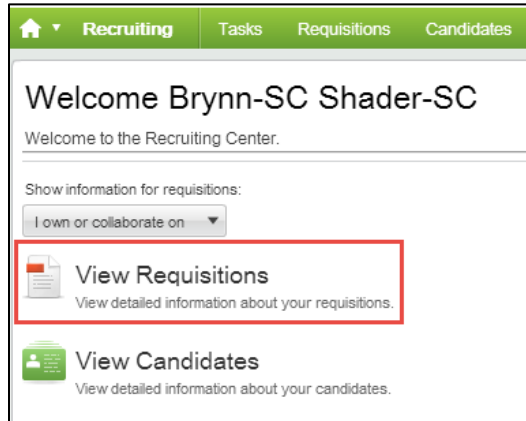 Recruiting Tasks Requisitions Candidates
Welcome Brynn-SC Shader-SC
Welcome to the Recruiting Center.
Show information for requisitions:
I own or collaborate on
View Requisitions
View detailed information about your requisitions.
View Candidates
View detailed information about your candidates.